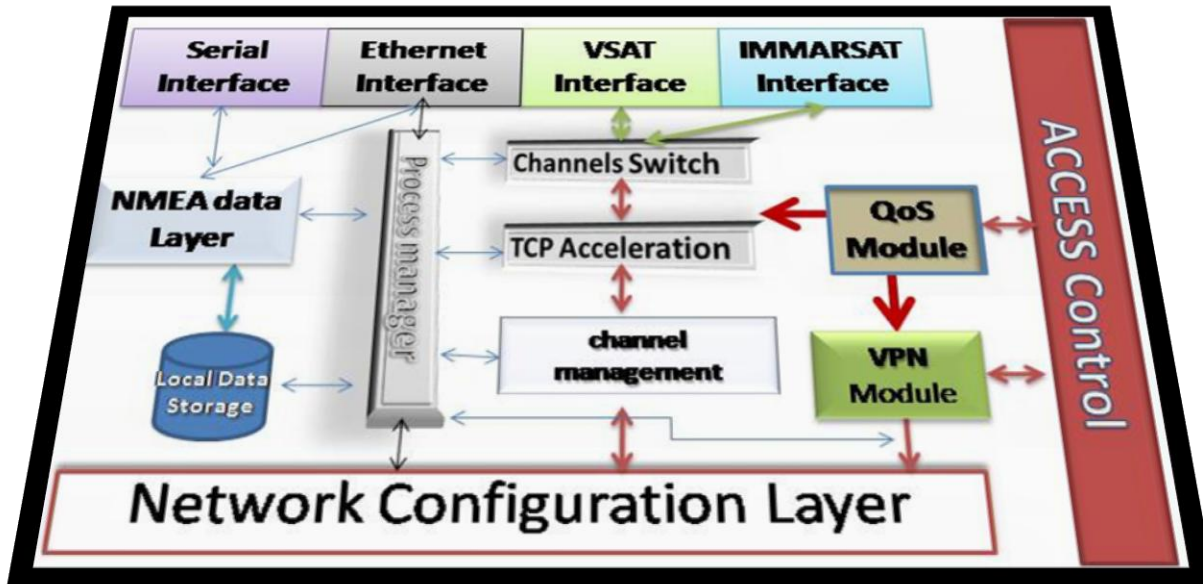 Serial
Interface
Ethernet
Interface
VSAT
Interface
IMMARSAT
Interface
ACCESS Control
Process manager
Channels Switch
NMEA data
Layer
QoS
Module
TCP Acceleration
channel
management
VPN
Module
Local Data
Storage
Network Configuration Layer